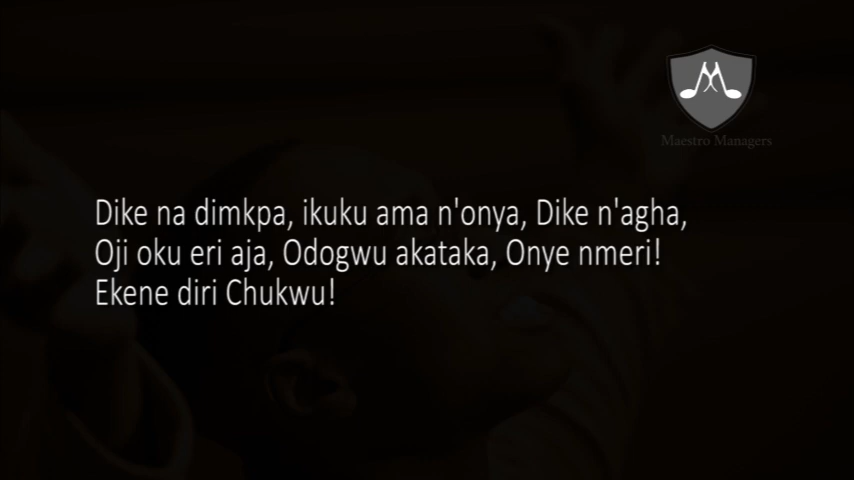 Maestro Managers
Dike na dimkpa, ikuku ama n'onya, Dike n'agha,
Oji oku eri aja, Odogwu akataka, Onye nmeri!
Ekene diri Chukwu!